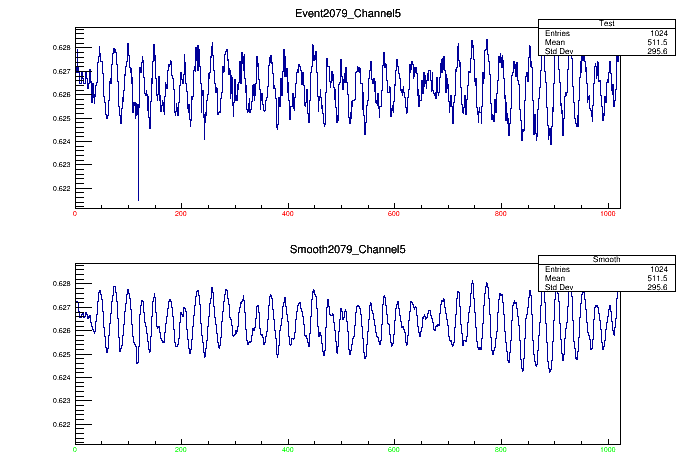 Event2079_Channel5
Test
Entries 1024
Mean 511.5
Std Dev 295.6
0.628
0.627
0.626
0.625
0.624
0.623
0.622
0 200 400 600 800 1000
Smooth2079_Channel5
Smooth
Entries 1024
Mean 511.5
Std Dev 295.6
0.628
0.627
0.626
0.625
0.624
0.623
0.622
0 200 400 600 800 1000